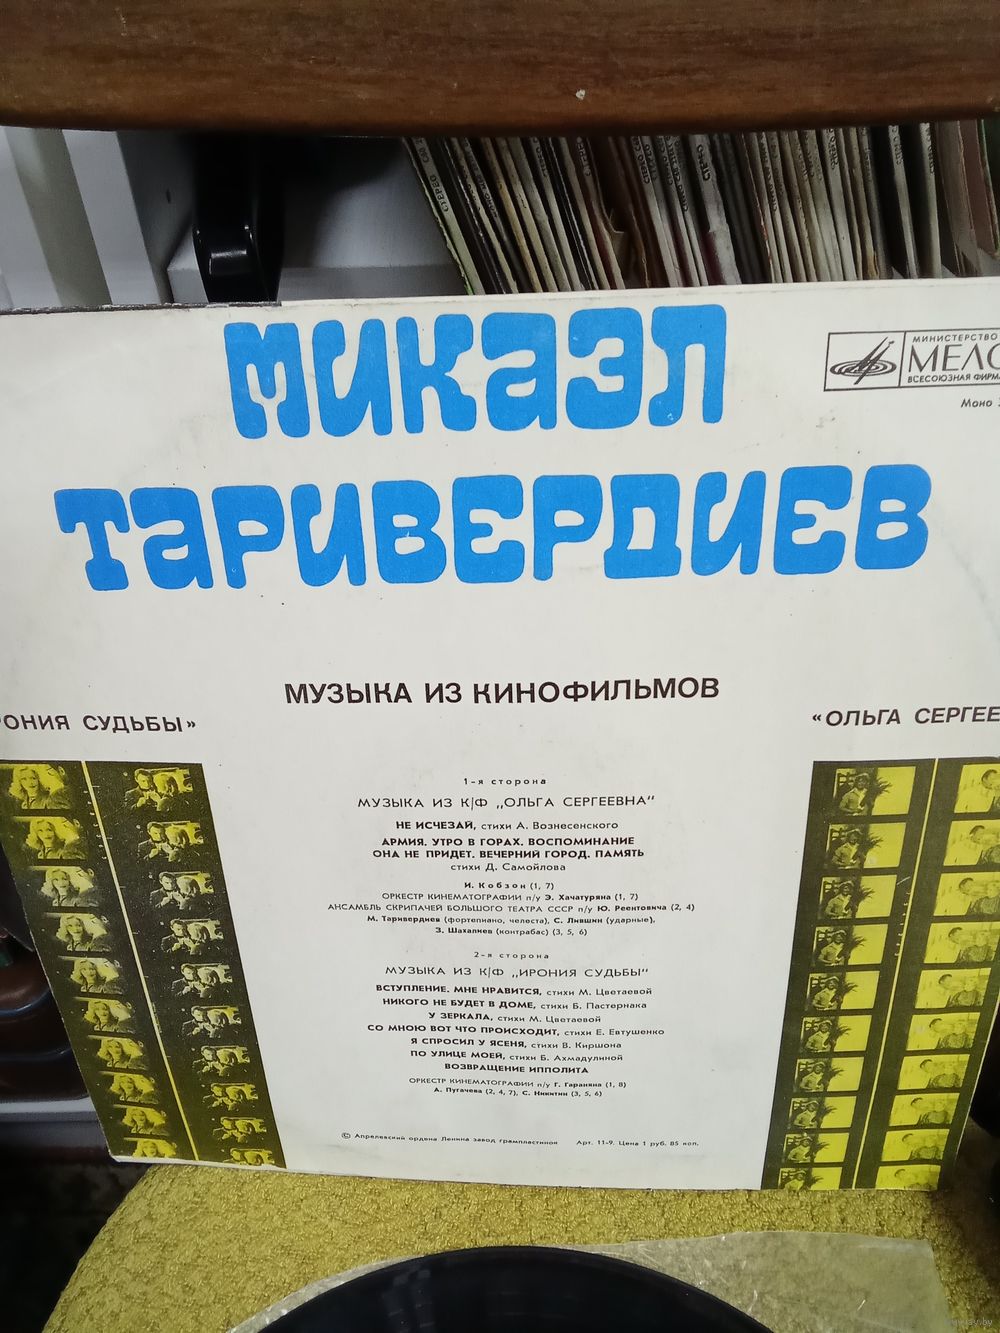 СТЕРЕО
МИКАЭЛ
ТАРИВЕРДИЕВ
МИНИСТЕРСТВО
МЕЛО
ВСЕСОЮЗНАЯ ФИРМА
Моно
МУЗЫКА ИЗ КИНОФИЛЬМОВ
РОНИЯ СУДЬБЫ»
«ОЛЬГА СЕРГЕЕ
1-я сторона
МУЗЫКА ИЗ К/Ф „ОЛЬГА СЕРГЕЕВНА"
НЕ ИСЧЕЗАЙ, стихи А. Вознесенского
АРМИЯ. УТРО В ГОРАХ. ВОСПОМИНАНИЕ
ОНА НЕ ПРИДЕТ. ВЕЧЕРНИЙ ГОРОД. ПАМЯТЬ
стихи Д. Самойлова
И. Кобзон (1, 7)
ОРКЕСТР КИНЕМАТОГРАФИИ п/у Э. Хачатуряна (1, 7)
АНСАМБЛЬ СКРИПАЧЕЙ БОЛЬШОГО ТЕАТРА СССР п/у Ю. Реентовича (2, 4)
М. Таривердиев (фортепиано, челеста), С. Лившин (ударные),
З. Шахалиев (контрабас) (3, 5, 6)
2-я сторона
МУЗЫКА ИЗ К/Ф „ИРОНИЯ СУДЬБЫ"
ВСТУПЛЕНИЕ. МНЕ НРАВИТСЯ, стихи М. Цветаевой
НИКОГО НЕ БУДЕТ В ДОМЕ, стихи Б. Пастернака
У ЗЕРКАЛА, стихи М. Цветаевой
СО МНОЮ ВОТ ЧТО ПРОИСХОДИТ, стихи Е. Евтушенко
Я СПРОСИЛ У ЯСЕНЯ, стихи В. Киршона
ПО УЛИЦЕ МОЕЙ, стихи Б. Ахмадулиной
ВОЗВРАЩЕНИЕ ИППОЛИТА
ОРКЕСТР КИНЕМАТОГРАФИИ п/у Г. Гараняна (1, 8)
А. Пугачева (2, 4, 7), С. Никитин (3, 5, 6)
© Апрелевский ордена Ленина завод грампластинок Арт. 11-9. Цена 1 руб. 85 коп.